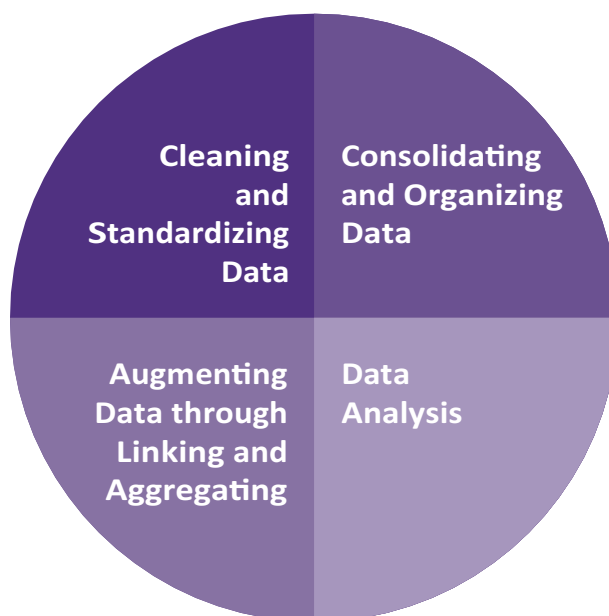 Cleaning
and
Standardizing
Data
Consolidating
and Organizing
Data
Augmenting
Data through
Linking and
Aggregating
Data
Analysis